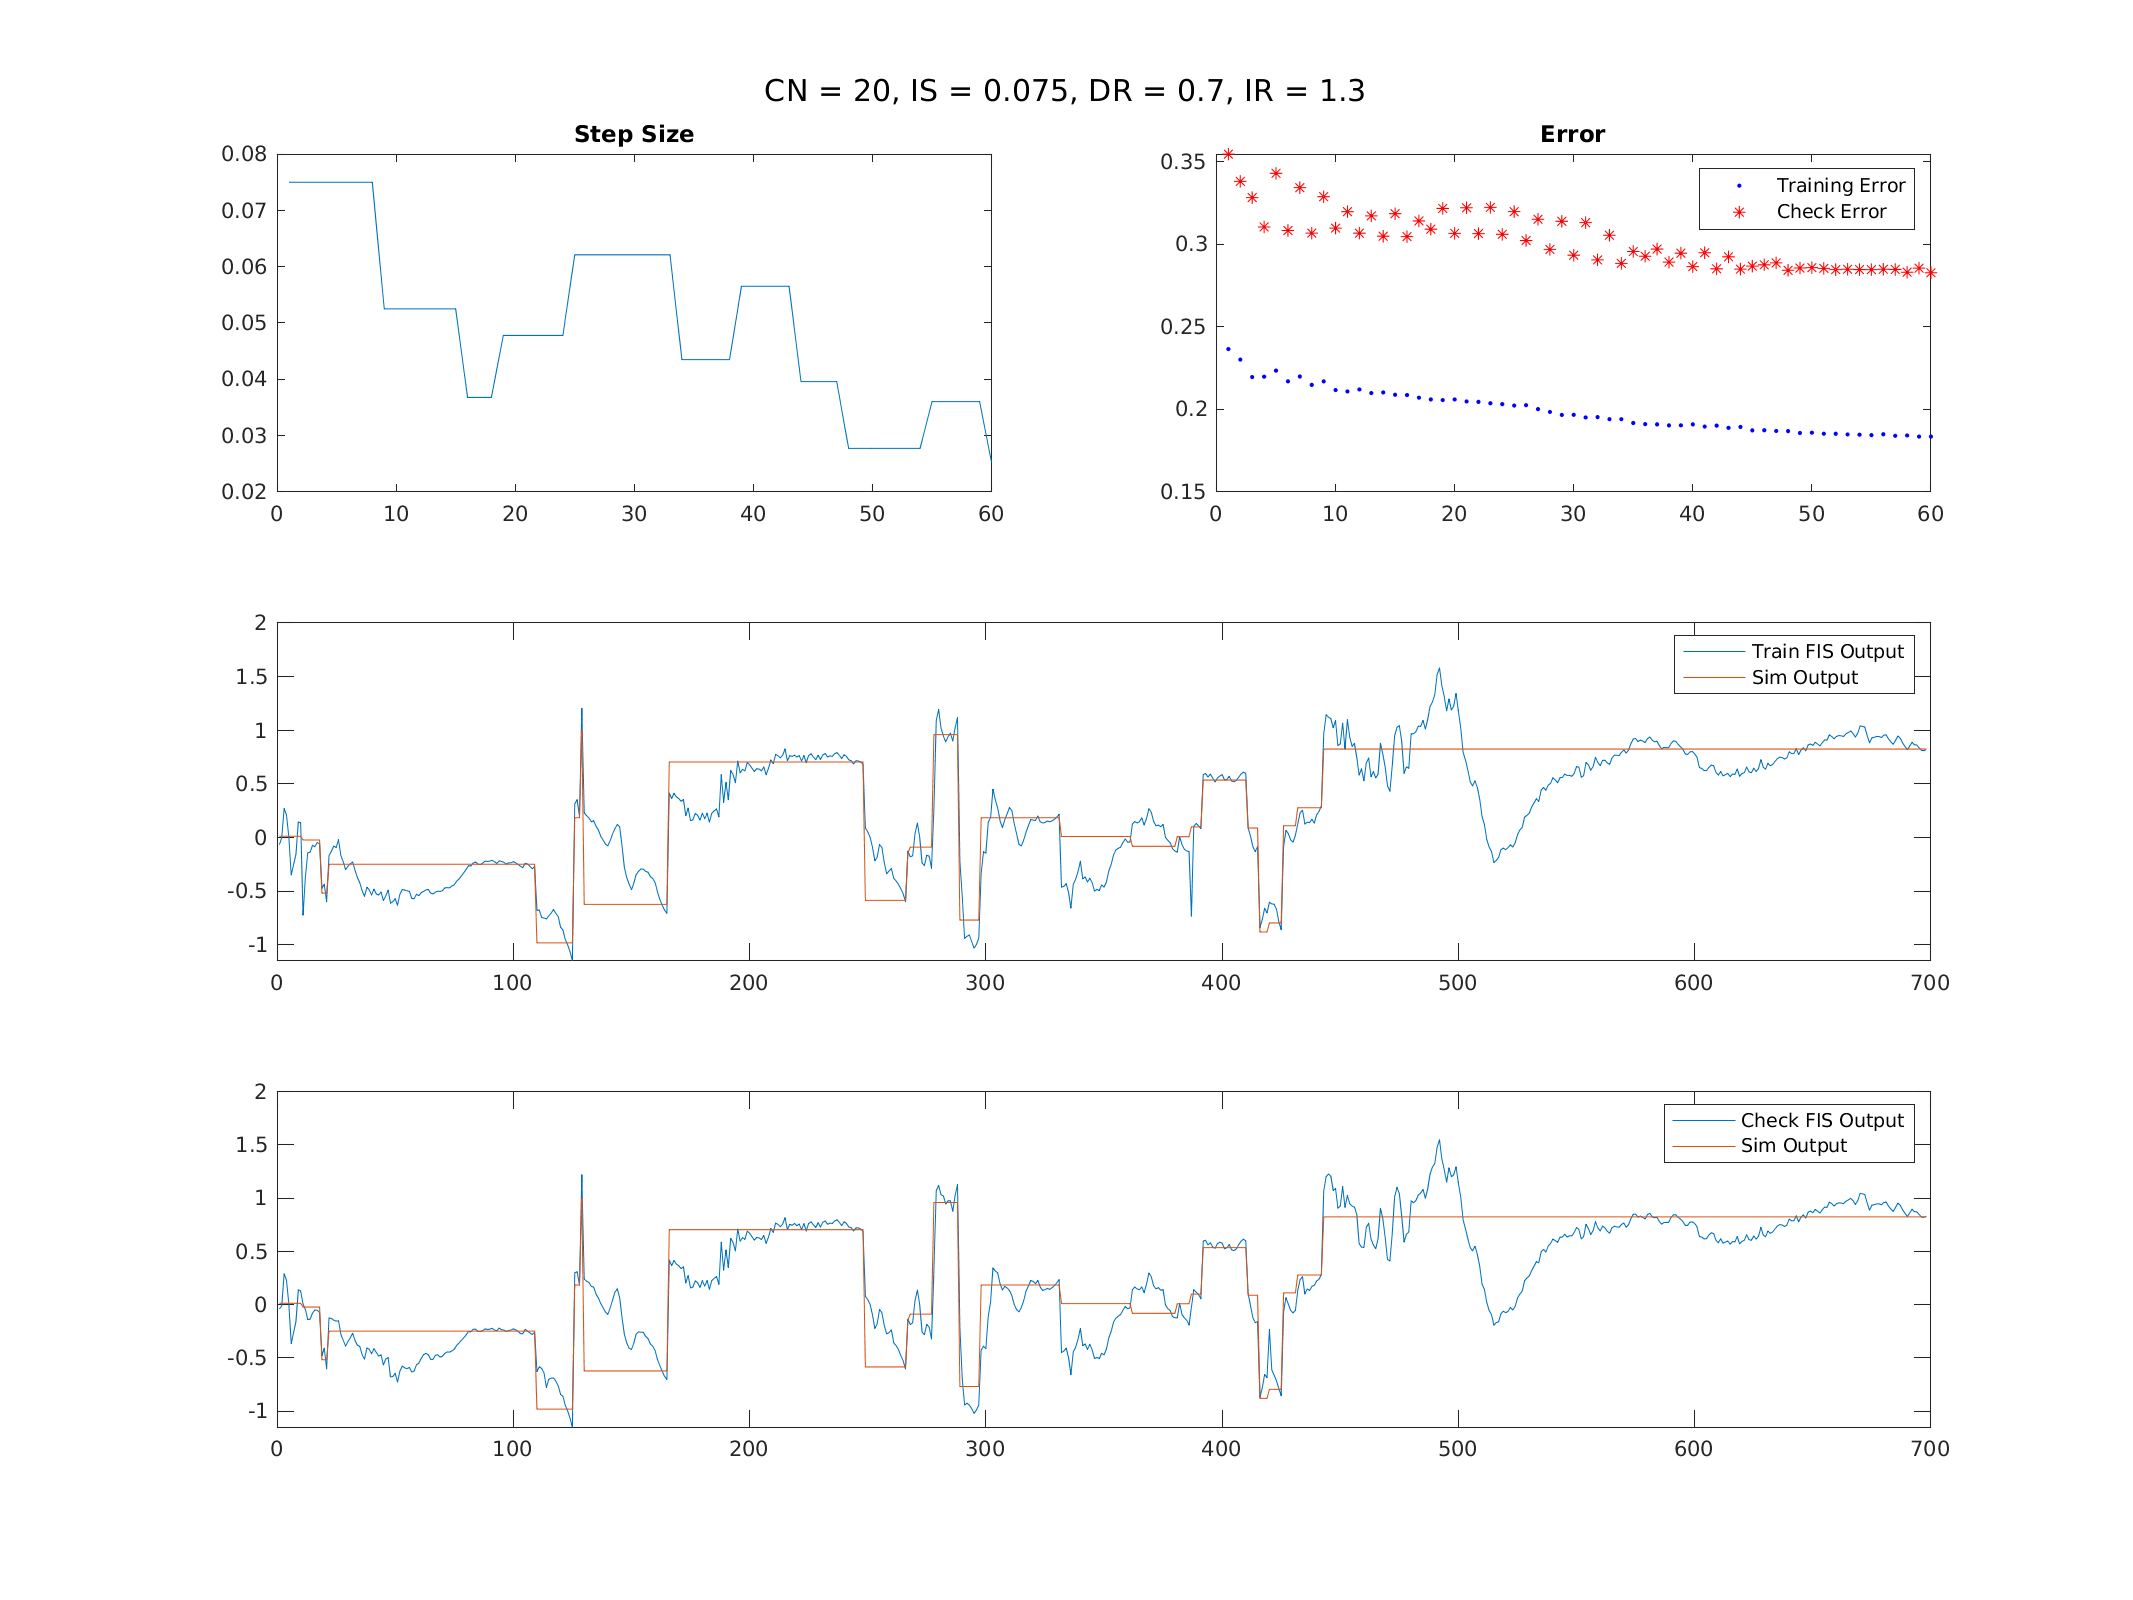 CN = 20, IS = 0.075, DR = 0.7, IR = 1.3
Step Size
0.08
0.07
0.06
0.05
0.04
0.03
0.02
0 10 20 30 40 50 60
Error
0.35
0.3
0.25
0.2
0.15
0 10 20 30 40 50 60
Training Error
Check Error
2
1.5
1
0.5
0
-0.5
-1
0 100 200 300 400 500 600 700
Train FIS Output
Sim Output
2
1.5
1
0.5
0
-0.5
-1
0 100 200 300 400 500 600 700
Check FIS Output
Sim Output